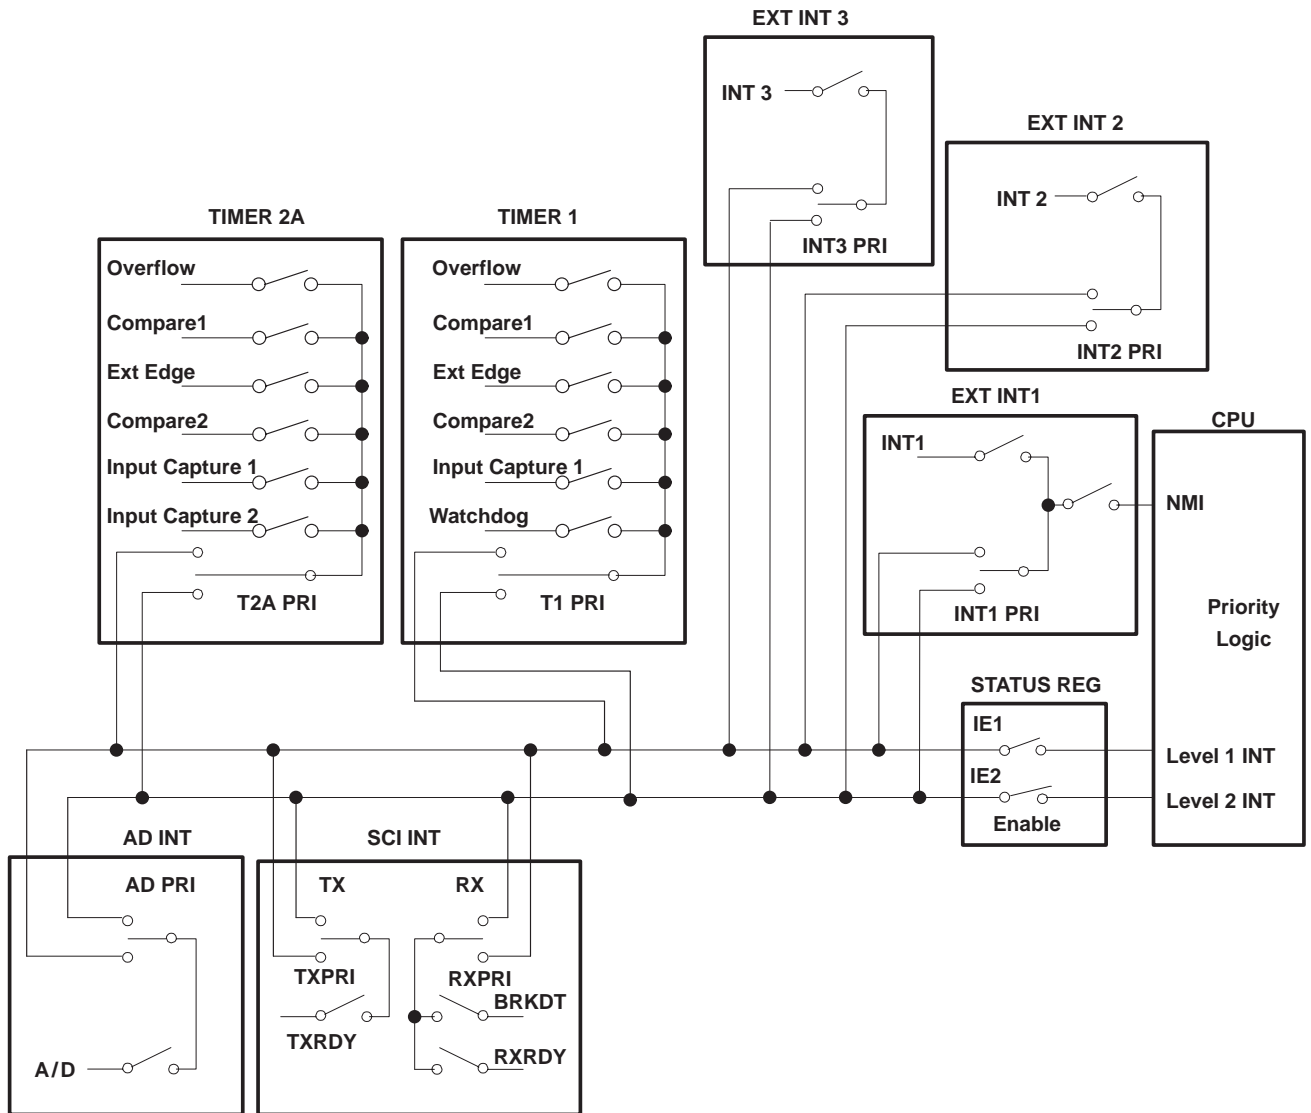 EXT INT 3
INT 3
INT3 PRI
EXT INT 2
INT 2
INT2 PRI
TIMER 2A
Overflow
Compare1
Ext Edge
Compare2
Input Capture 1
Input Capture 2
T2A PRI
TIMER 1
Overflow
Compare1
Ext Edge
Compare2
Input Capture 1
Watchdog
T1 PRI
EXT INT1
INT1
INT1 PRI
CPU
NMI
Priority
Logic
Level 1 INT
Level 2 INT
STATUS REG
IE1
IE2
Enable
AD INT
AD PRI
A/D
SCI INT
TX
RX
TXPRI
RXPRI
BRKDT
TXRDY
RXRDY